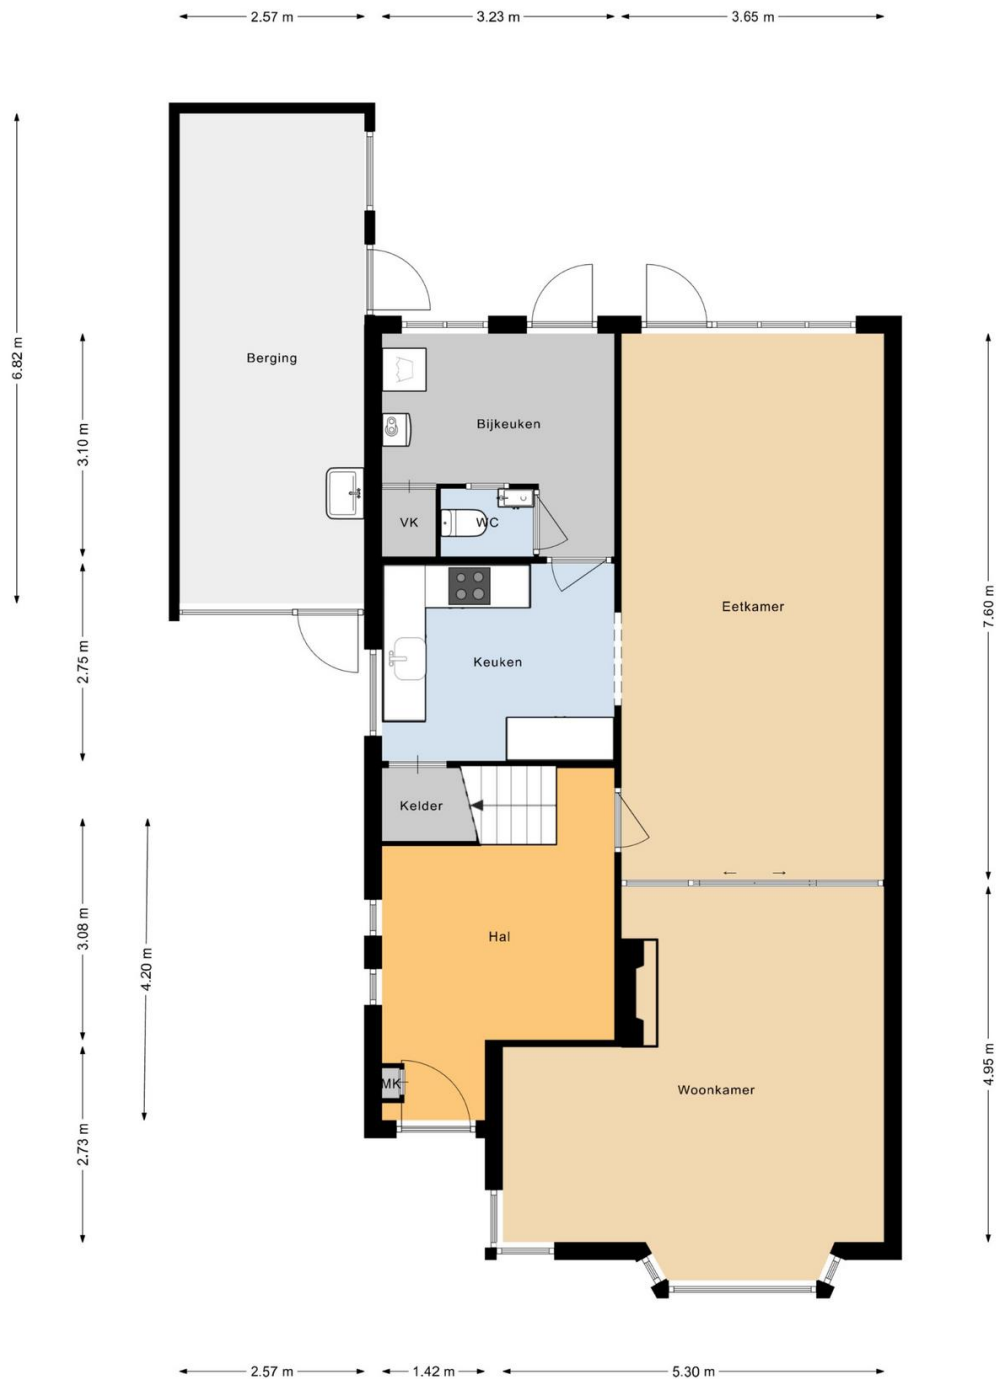 2.57 m
3.23 m
3.65 m
6.82 m
Berging
3.10 m
Bijkeuken
VK
WC
Eetkamer
7.60 m
2.75 m
Keuken
Kelder
3.08 m
4.20 m
Hal
4.95 m
MK
Woonkamer
2.73 m
2.57 m
1.42 m
5.30 m